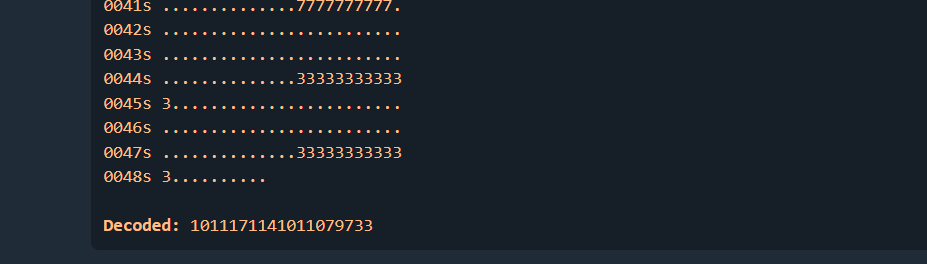 0041s ..............7777777777.
0042s .........................
0043s .........................
0044s ..............33333333333
0045s 3........................
0046s .........................
0047s ..............33333333333
0048s 3..........
Decoded: 1011171141011079733